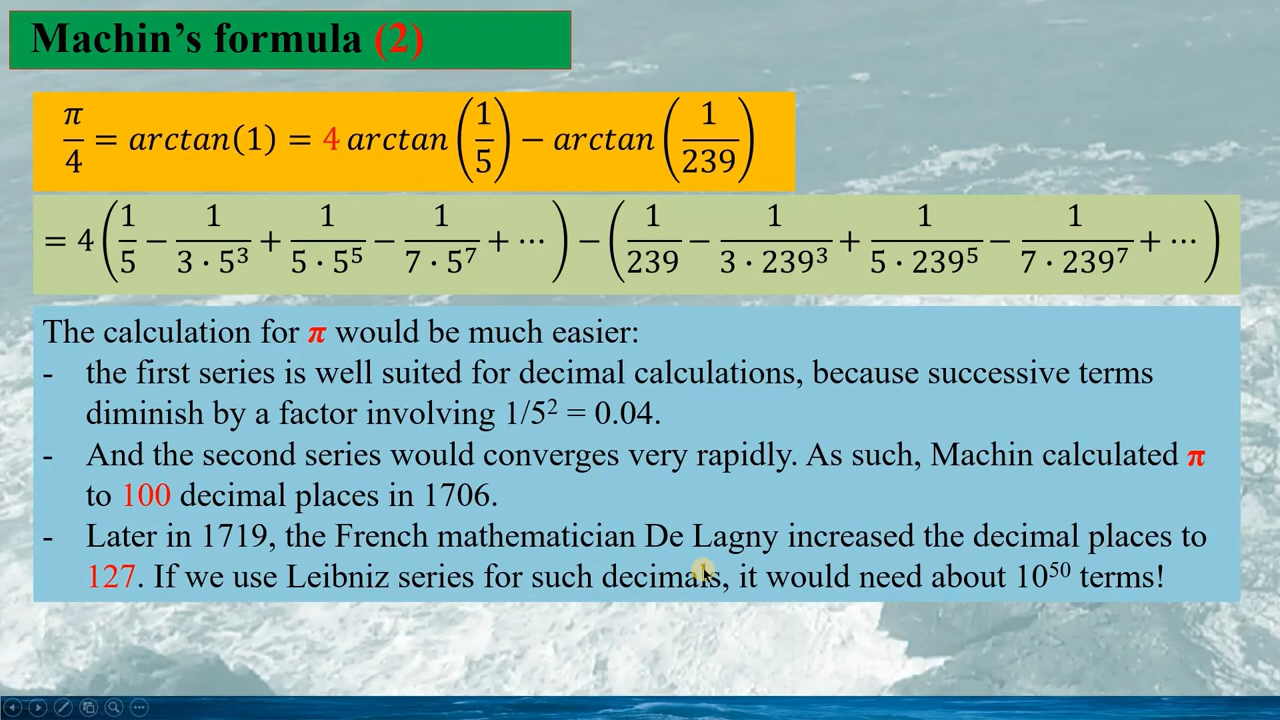 Machin's formula (2)
π/4 = arctan(1) = 4 arctan(1/5) − arctan(1/239)
= 4(1/5 − 1/(3 · 5³) + 1/(5 · 5⁵) − 1/(7 · 5⁷) + ⋯) − (1/239 − 1/(3 · 239³) + 1/(5 · 239⁵) − 1/(7 · 239⁷) + ⋯)
The calculation for π would be much easier:
- the first series is well suited for decimal calculations, because successive terms
diminish by a factor involving 1/5² = 0.04.
- And the second series would converges very rapidly. As such, Machin calculated π
to 100 decimal places in 1706.
- Later in 1719, the French mathematician De Lagny increased the decimal places to
127. If we use Leibniz series for such decimals, it would need about 10⁵⁰ terms!